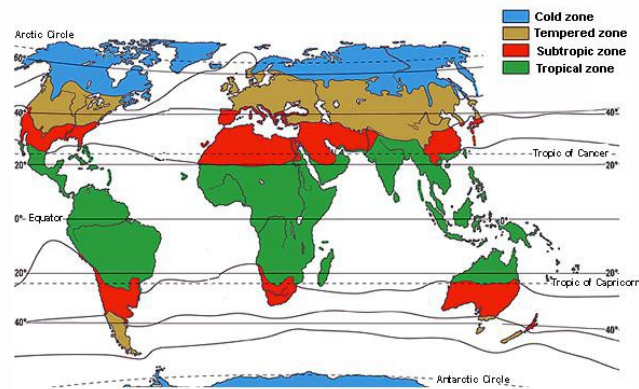 Cold zone
Tempered zone
Subtropic zone
Tropical zone
Arctic Circle
60°
60°
40°
40°
Tropic of Cancer
20°
20°
Equator
0°
0°
20°
20°
Tropic of Capricorn
40°
40°
Antarctic Circle